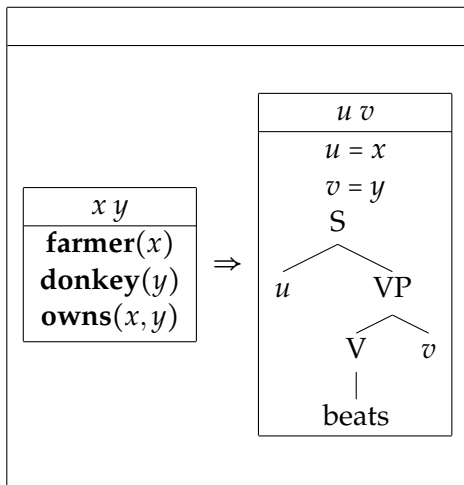 u v
u = x
v = y
x y
farmer(x)
donkey(y)
owns(x, y)
⇒
S
u VP
V v
beats